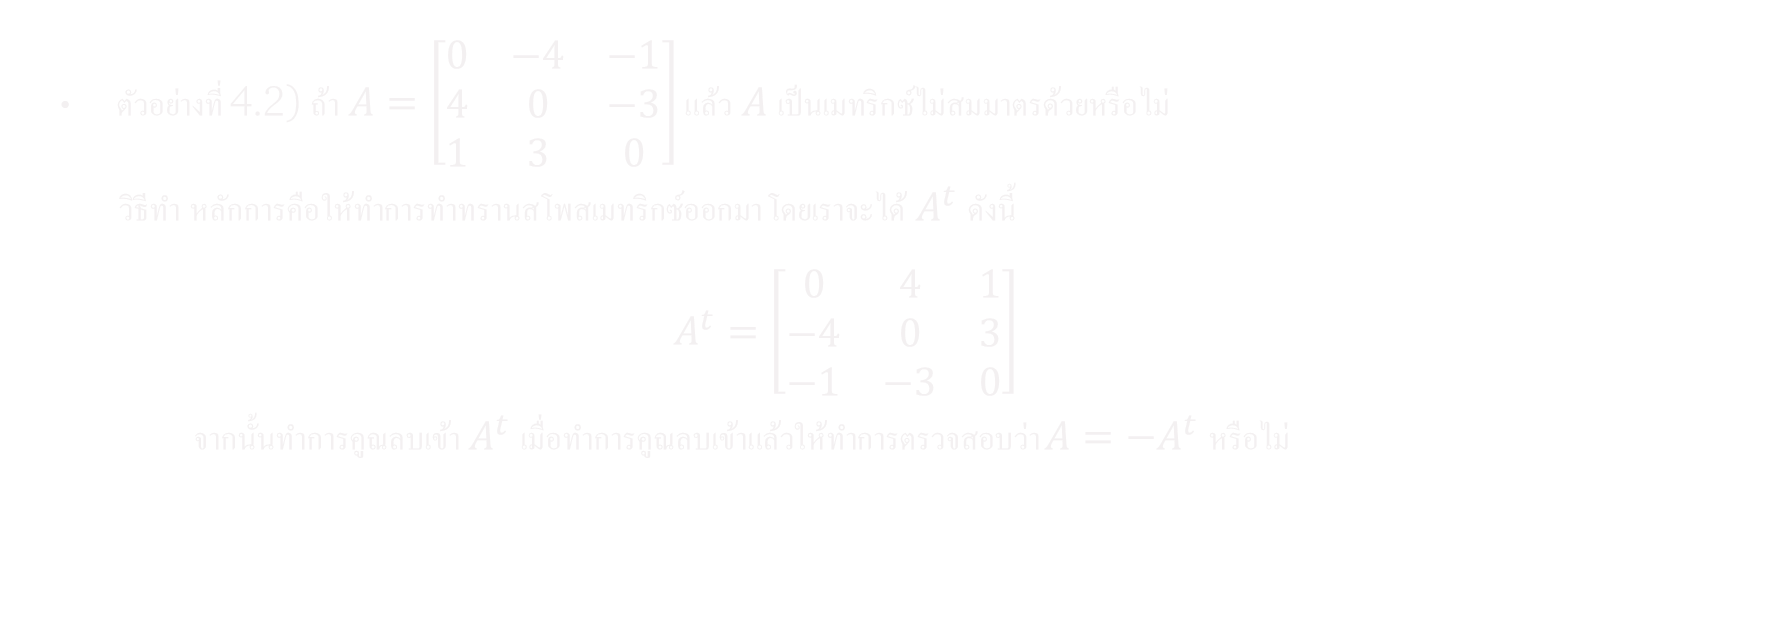 • ตัวอย่างที่ 4.2) ถ้า A = [0 −4 −1; 4 0 −3; 1 3 0] แล้ว A เป็นเมทริกซ์ไม่สมมาตรด้วยหรือไม่
วิธีทำ หลักการคือให้ทำการทำทรานสโพสเมทริกซ์ออกมา โดยเราจะได้ Aᵗ ดังนี้
Aᵗ = [0 4 1; −4 0 3; −1 −3 0]
จากนั้นทำการคูณลบเข้า Aᵗ เมื่อทำการคูณลบเข้าแล้วให้ทำการตรวจสอบว่า A = −Aᵗ หรือไม่